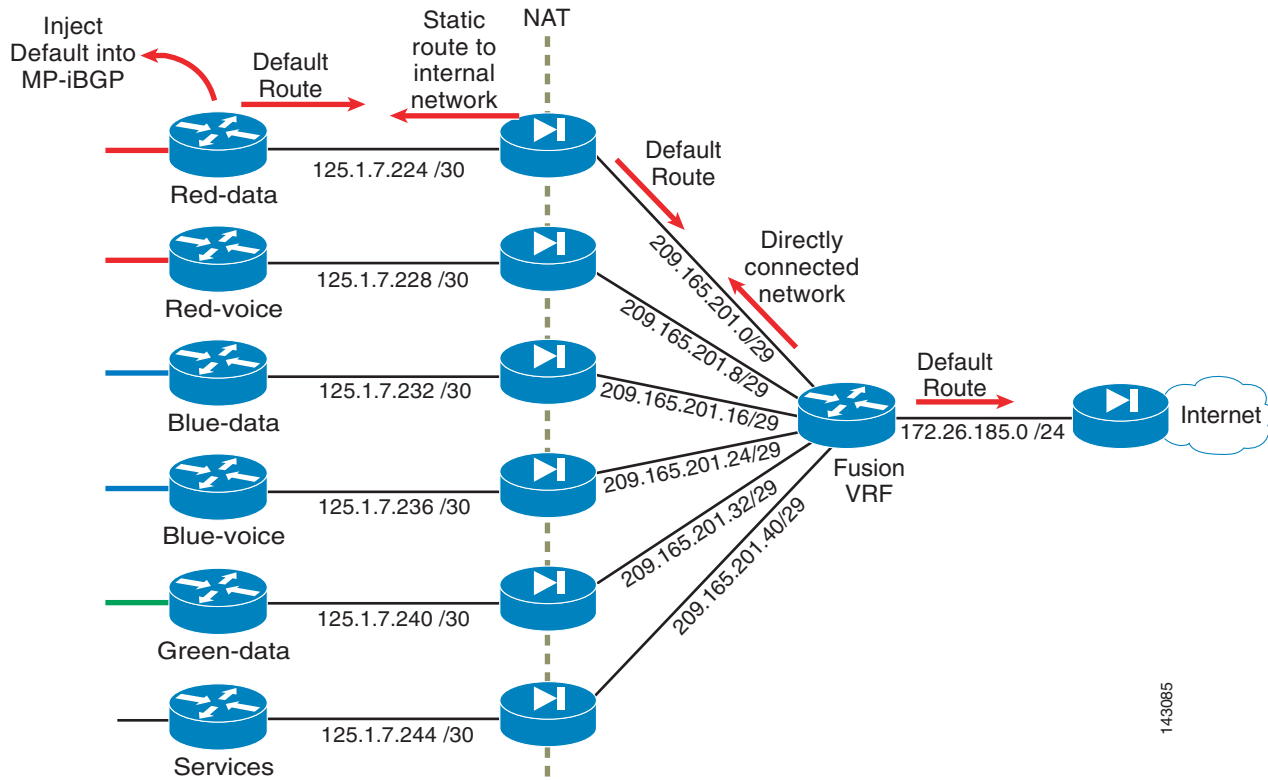 Inject
Default into
MP-iBGP
Default
Route
Static
route to
internal
network
NAT
125.1.7.224 /30
Red-data
Default
Route
209.165.201.0/29
Directly
connected
network
125.1.7.228 /30
Red-voice
209.165.201.8/29
125.1.7.232 /30
Blue-data
209.165.201.16/29
Default
Route
172.26.185.0 /24
Internet
Fusion
VRF
125.1.7.236 /30
Blue-voice
209.165.201.24/29
125.1.7.240 /30
Green-data
209.165.201.32/29
125.1.7.244 /30
Services
209.165.201.40/29
143085